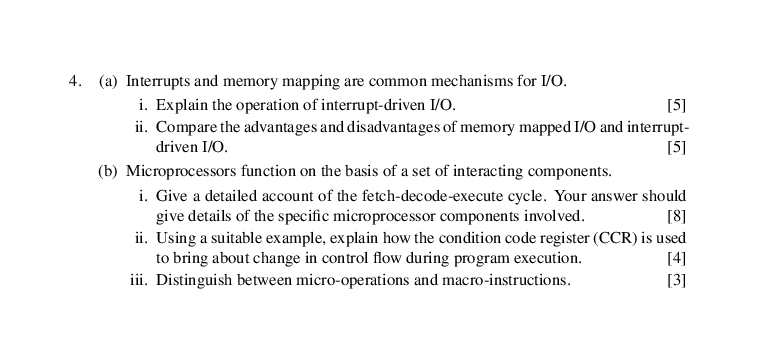 4. (a) Interrupts and memory mapping are common mechanisms for I/O.
i. Explain the operation of interrupt-driven I/O. [5]
ii. Compare the advantages and disadvantages of memory mapped I/O and interrupt-
driven I/O. [5]
(b) Microprocessors function on the basis of a set of interacting components.
i. Give a detailed account of the fetch-decode-execute cycle. Your answer should
give details of the specific microprocessor components involved. [8]
ii. Using a suitable example, explain how the condition code register (CCR) is used
to bring about change in control flow during program execution. [4]
iii. Distinguish between micro-operations and macro-instructions. [3]